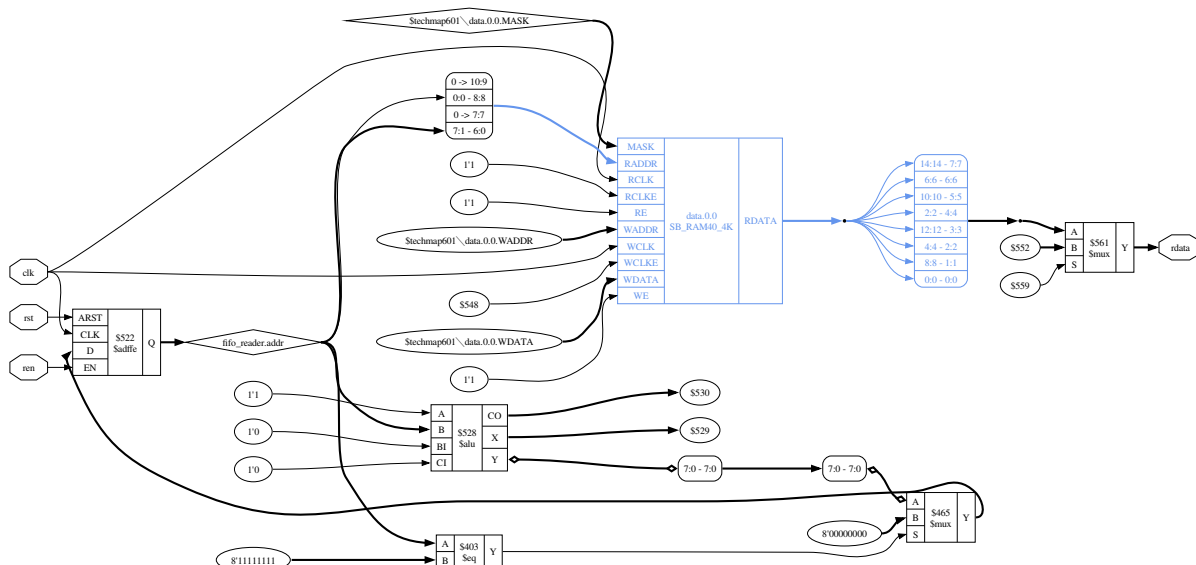 $techmap601\data.0.0.MASK
0 -> 10:9
0:0 - 8:8
0 -> 7:7
7:1 - 6:0
1'1
1'1
$techmap601\data.0.0.WADDR
$548
$techmap601\data.0.0.WDATA
1'1
MASK
RADDR
RCLK
RCLKE
RE
WADDR
WCLK
WCLKE
WDATA
WE
data.0.0
SB_RAM40_4K
RDATA
14:14 - 7:7
6:6 - 6:6
10:10 - 5:5
2:2 - 4:4
12:12 - 3:3
4:4 - 2:2
8:8 - 1:1
0:0 - 0:0
$552
$559
A
B
S
$561
$mux
Y
rdata
clk
rst
ren
ARST
CLK
D
EN
$522
$adffe
Q
fifo_reader.addr
1'1
1'0
1'0
A
B
BI
CI
$528
$alu
CO
X
Y
$530
$529
7:0 - 7:0
7:0 - 7:0
8'00000000
A
B
S
$465
$mux
Y
8'11111111
A
B
$403
$eq
Y